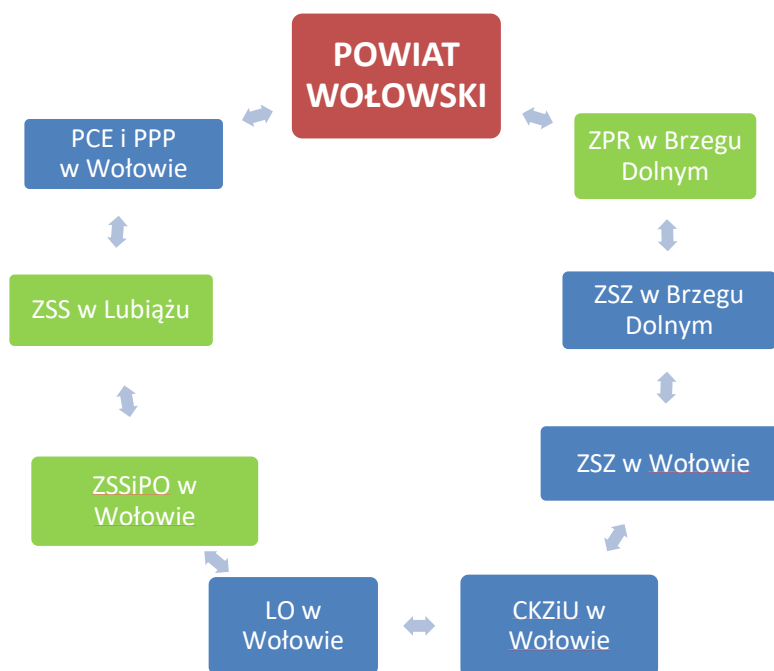 POWIAT
WOŁOWSKI
ZPR w Brzegu
Dolnym
ZSZ w Brzegu
Dolnym
ZSZ w Wołowie
CKZiU w
Wołowie
LO w
Wołowie
ZSSiPO w
Wołowie
ZSS w Lubiążu
PCE i PPP
w Wołowie